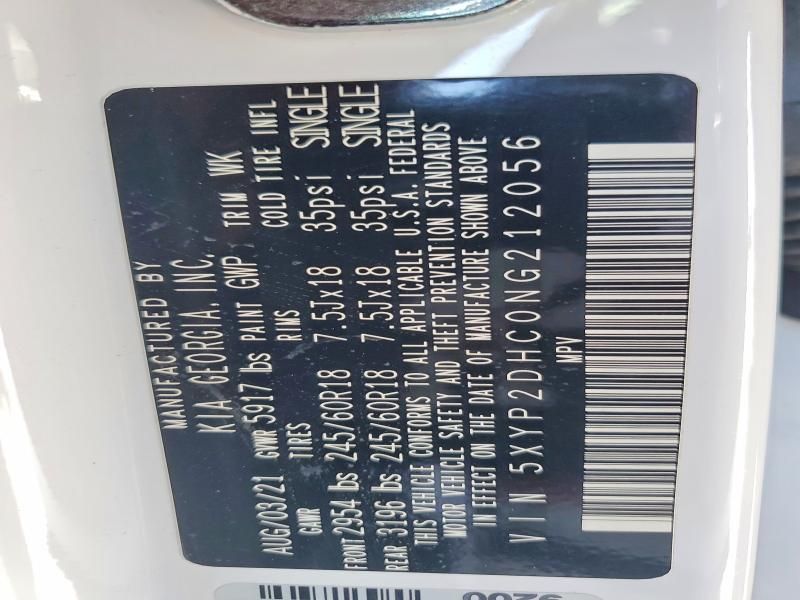 MANUFACTURED BY
KIA GEORGIA, INC.
AUG/03/21 GVWR 5917 lbs PAINT GWP TRIM WK
GAWR TIRES RIMS COLD TIRE INFL
FRONT 2954 lbs 245/60R18 7.5Jx18 35psi SINGLE
REAR 3196 lbs 245/60R18 7.5Jx18 35psi SINGLE
THIS VEHICLE CONFORMS TO ALL APPLICABLE U.S.A. FEDERAL
MOTOR VEHICLE SAFETY AND THEFT PREVENTION STANDARDS
IN EFFECT ON THE DATE OF MANUFACTURE SHOWN ABOVE
VIN 5XYP2DHC0NG212056
MPV